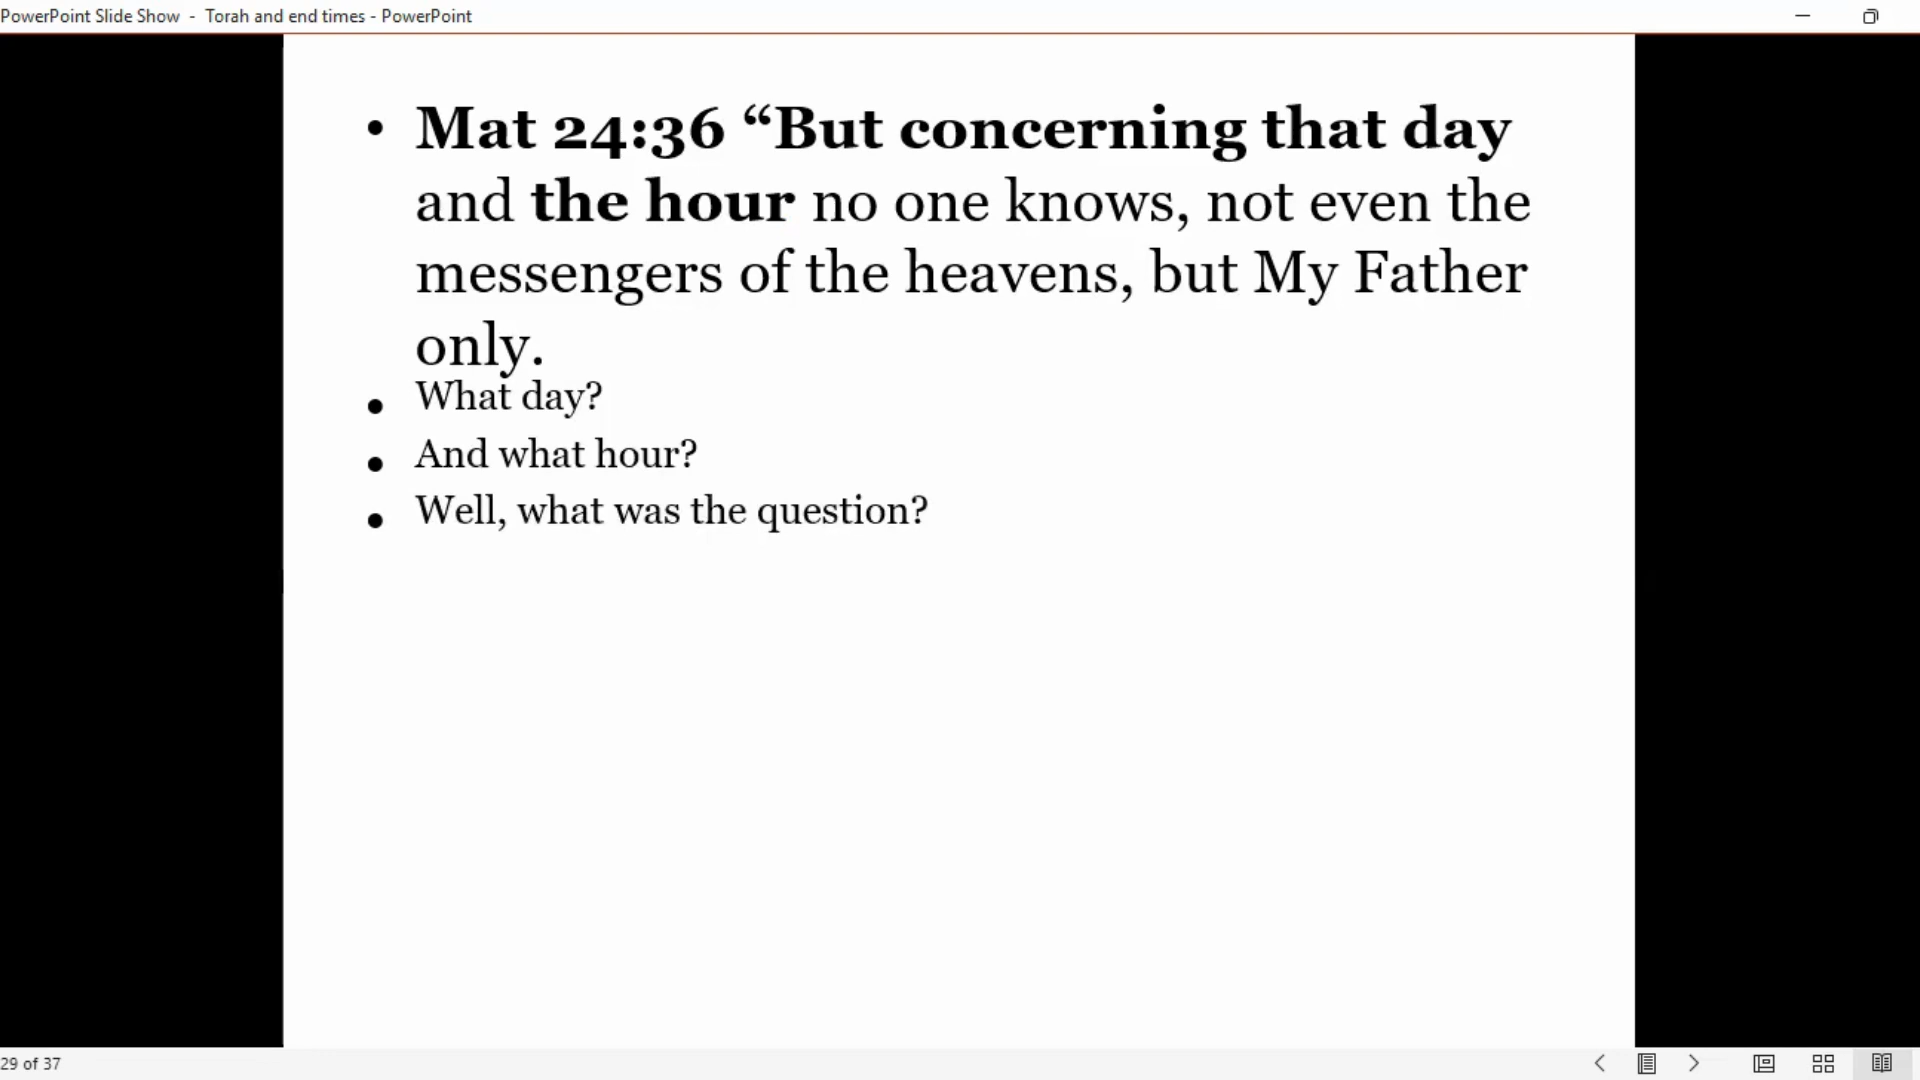 PowerPoint Slide Show - Torah and end times - PowerPoint
• Mat 24:36 “But concerning that day
and the hour no one knows, not even the
messengers of the heavens, but My Father
only.
• What day?
• And what hour?
• Well, what was the question?
29 of 37